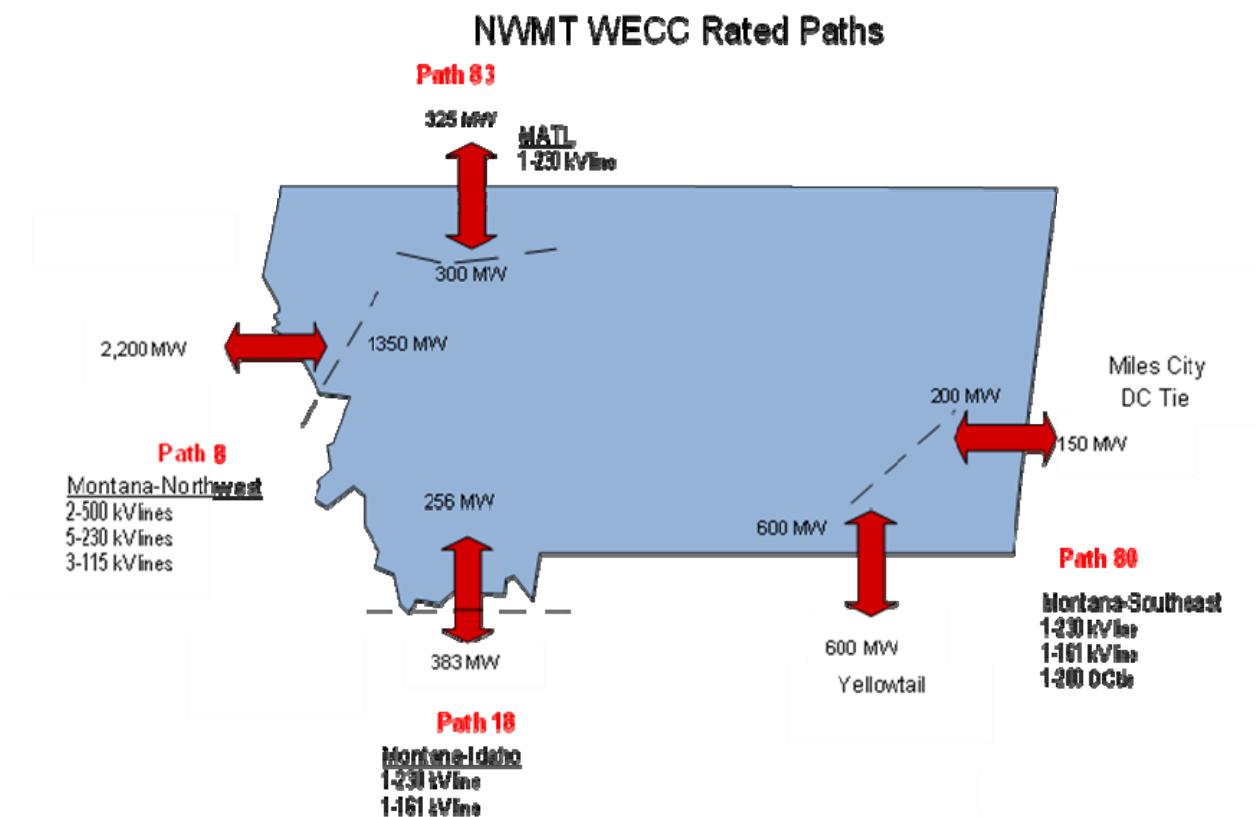 NWMT WECC Rated Paths
Path 83
325 MW
MATL
1-230 kV line
300 MW
2,200 MW
1350 MW
Path 8
Montana-Northwest
2-500 kV lines
5-230 kV lines
3-115 kV lines
Miles City
DC Tie
200 MW
150 MW
256 MW
600 MW
383 MW
Path 18
Montana-Idaho
1-230 kV line
1-161 kV line
600 MW
Yellowtail
Path 80
Montana-Southeast
1-230 kV line
1-161 kV line
1-200 DC tie